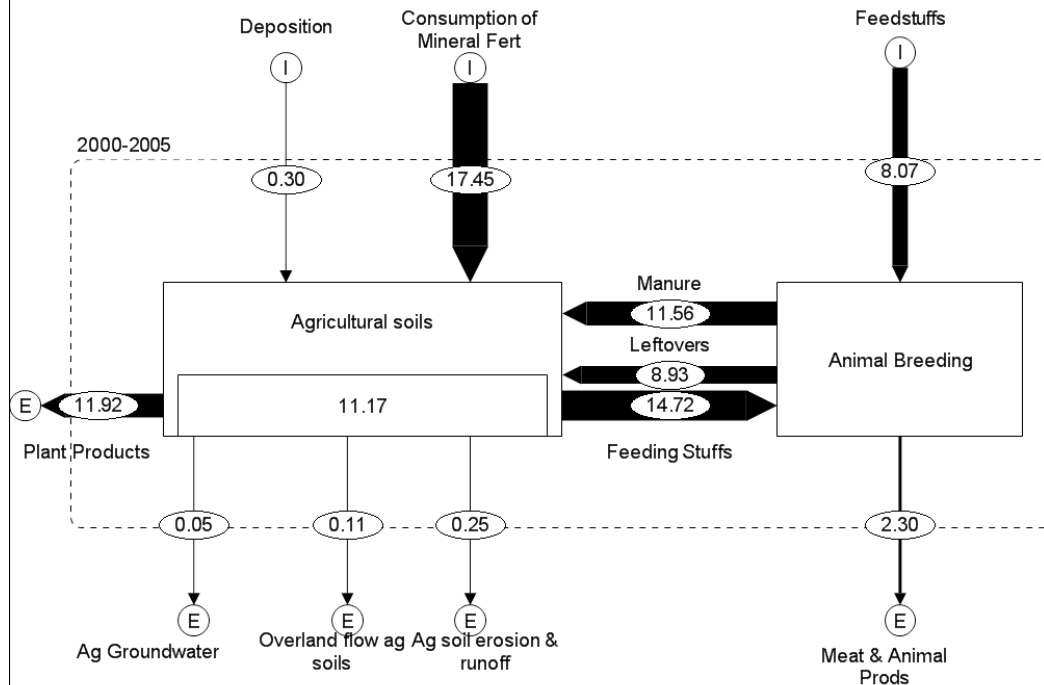 Deposition
Consumption of
Mineral Fert
Feedstuffs
I
I
I
2000-2005
0.30
17.45
8.07
Manure
11.56
Agricultural soils
Leftovers
Animal Breeding
8.93
11.17
14.72
E
11.92
Plant Products
Feeding Stuffs
0.05
0.11
0.25
2.30
E
E
E
E
Ag Groundwater
Overland flow ag
soils
Ag soil erosion &
runoff
Meat & Animal
Prods